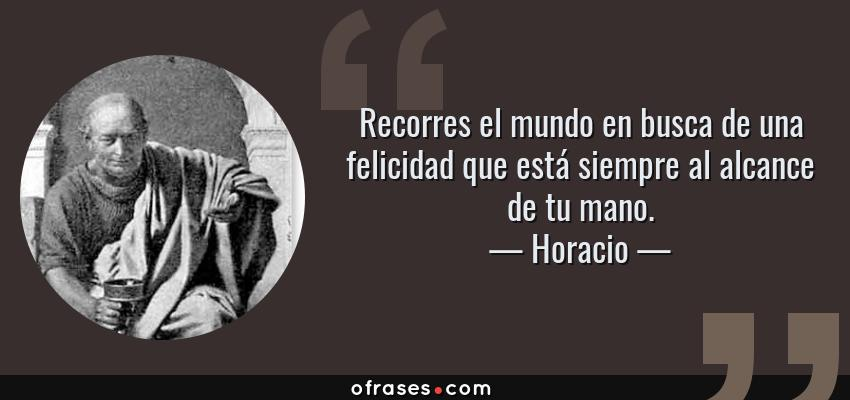 Recorres el mundo en busca de una
felicidad que está siempre al alcance
de tu mano.
— Horacio —
ofrases.com